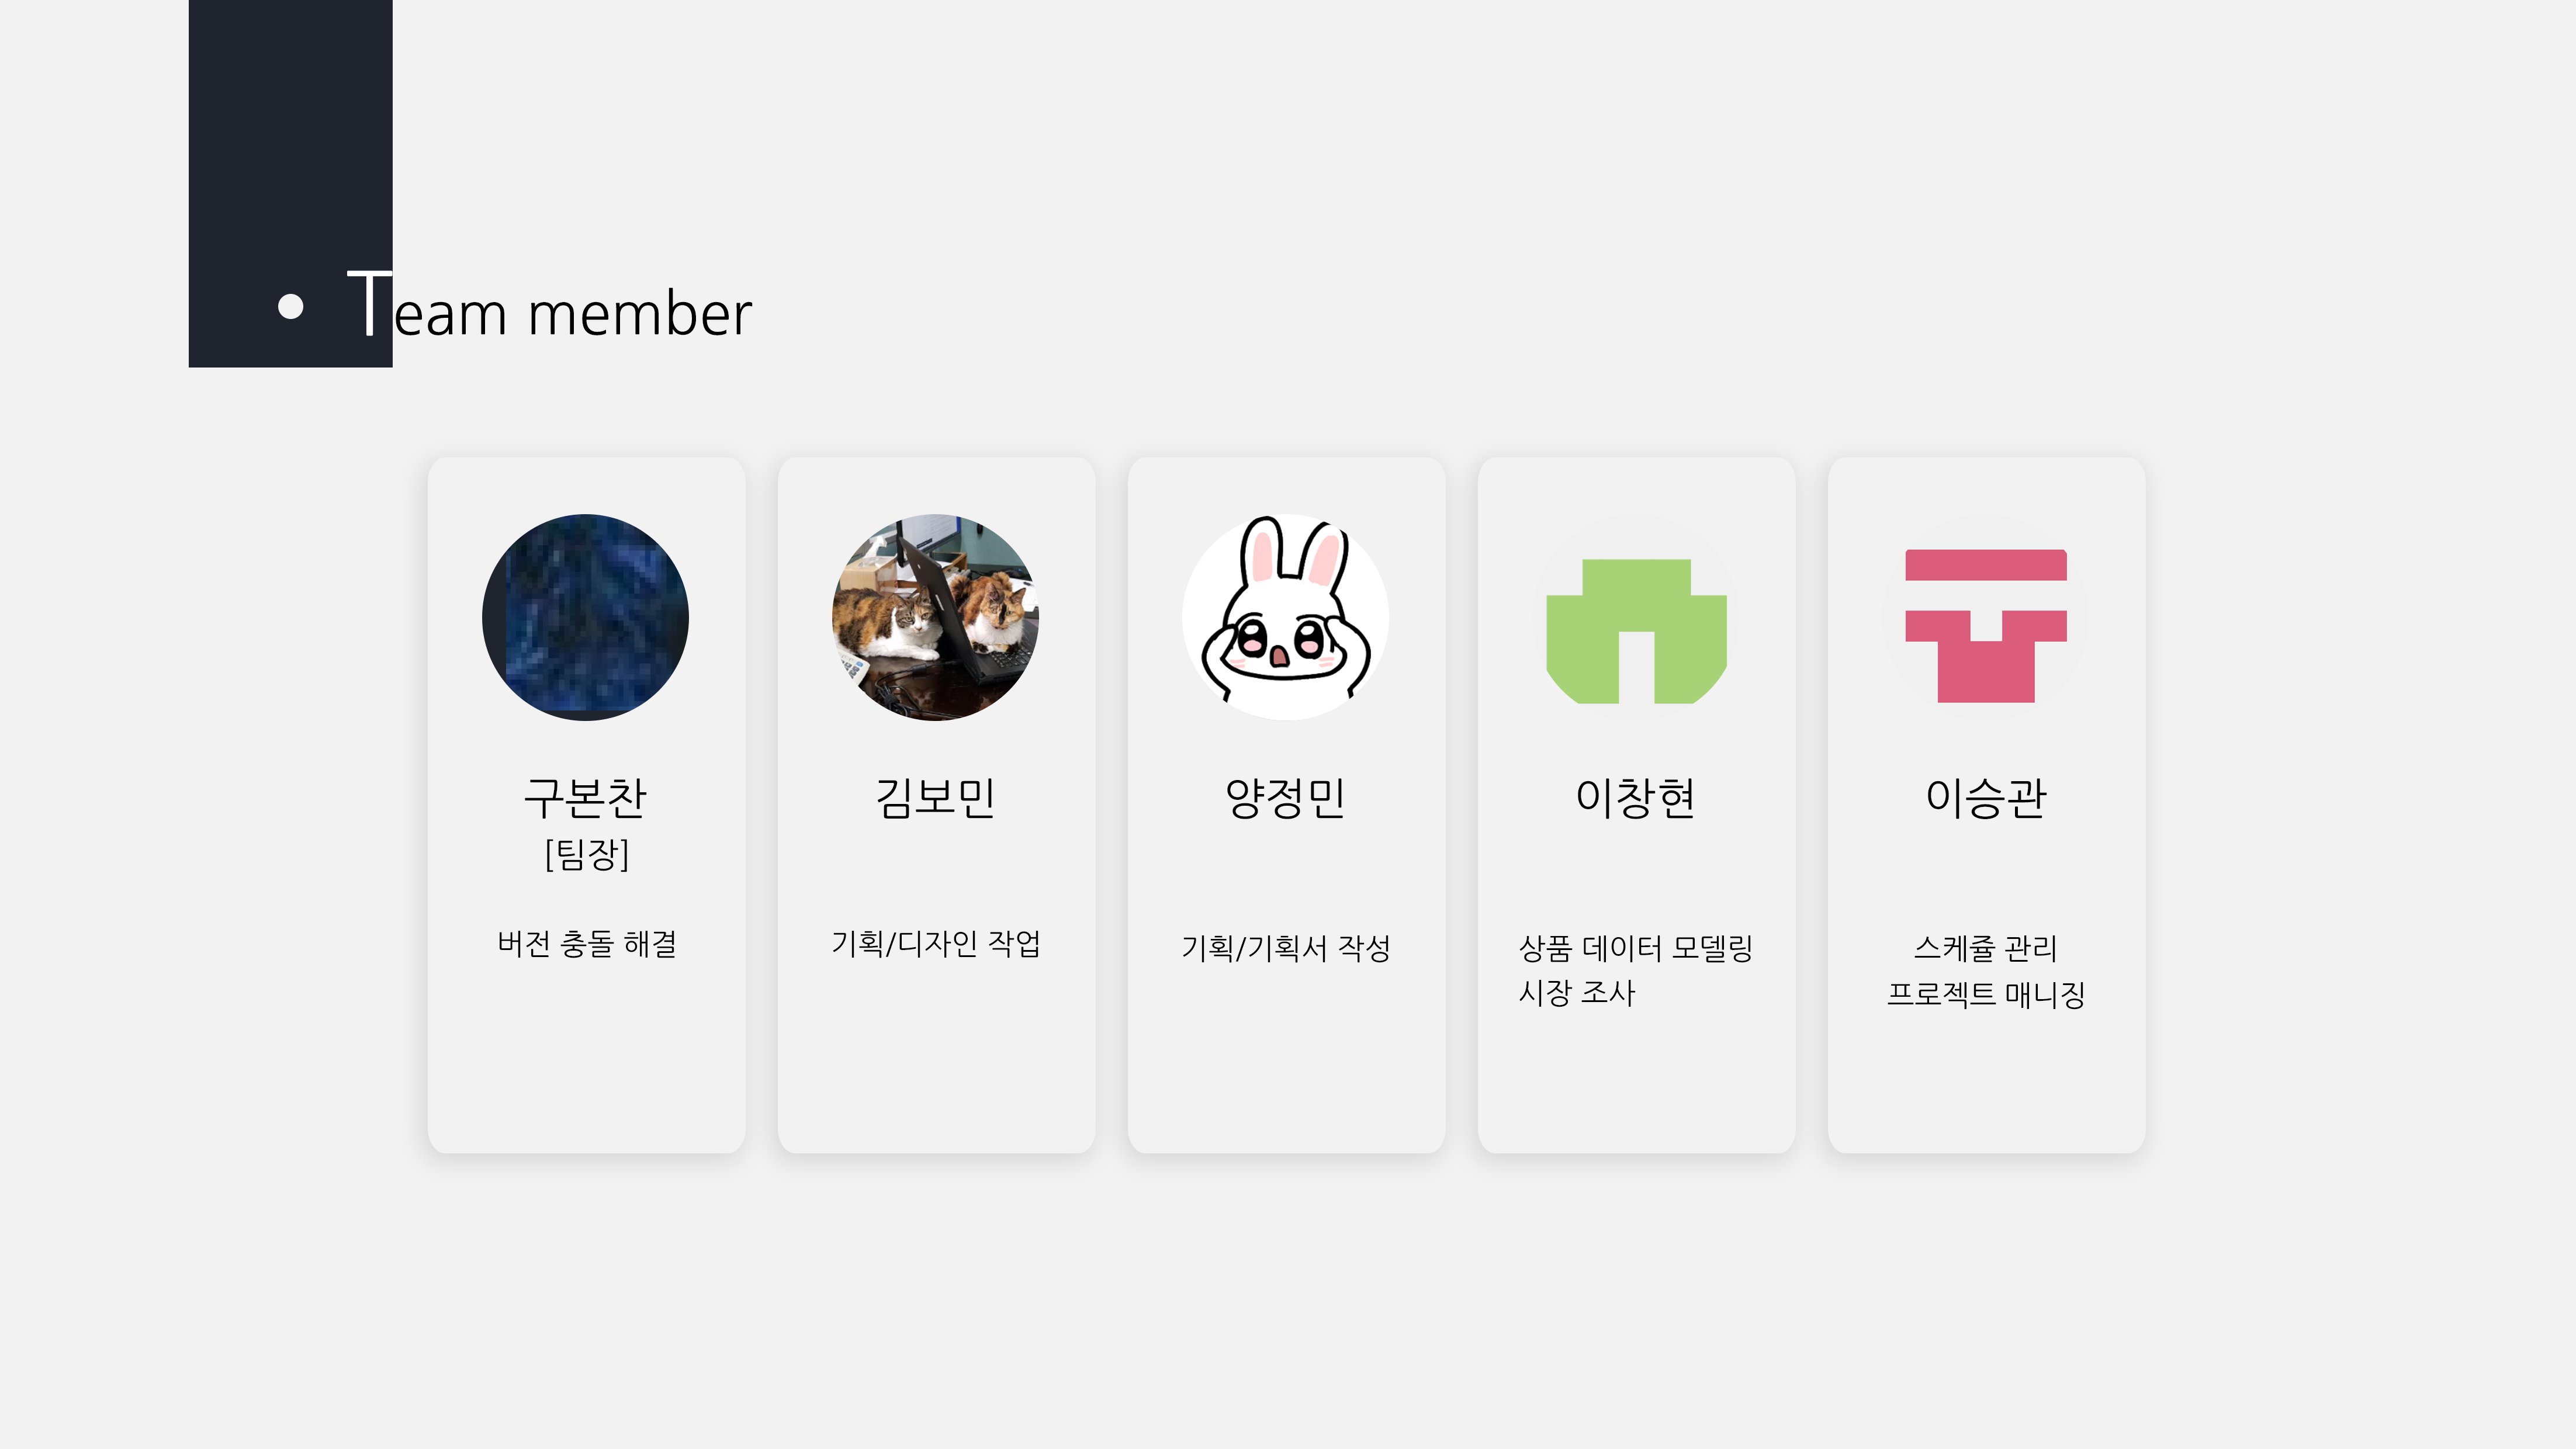 • Team member
구본찬
[팀장]
버전 충돌 해결
김보민
기획/디자인 작업
양정민
기획/기획서 작성
이창현
상품 데이터 모델링
시장 조사
이승관
스케쥴 관리
프로젝트 매니징